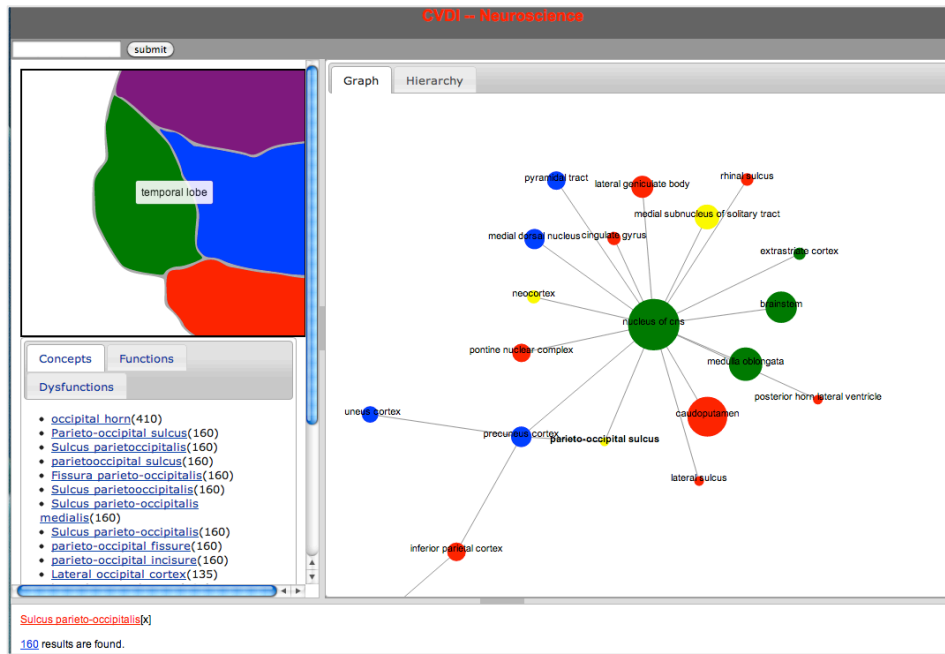 CVDI -- Neuroscience
submit
temporal lobe
Concepts
Functions
Dysfunctions
occipital horn(410)
Parieto-occipital sulcus(160)
Sulcus parietoccipitalis(160)
parietooccipital sulcus(160)
Fissura parieto-occipitalis(160)
Sulcus parietooccipitalis(160)
Sulcus parieto-occipitalis
medialis(160)
Sulcus parieto-occipitalis(160)
parieto-occipital fissure(160)
parieto-occipital incisure(160)
Lateral occipital cortex(135)
Graph
Hierarchy
pyramidal tract
lateral geniculate body
rhinal sulcus
medial subnucleus of solitary tract
medial dorsal nucleus
cingulate gyrus
extrastriate cortex
neocortex
brainstem
nucleus of cns
pontine nuclear complex
medulla oblongata
posterior horn lateral ventricle
uneus cortex
caudoputamen
precuneus cortex
parieto-occipital sulcus
lateral sulcus
inferior parietal cortex
Sulcus parieto-occipitalis[x]
160 results are found.